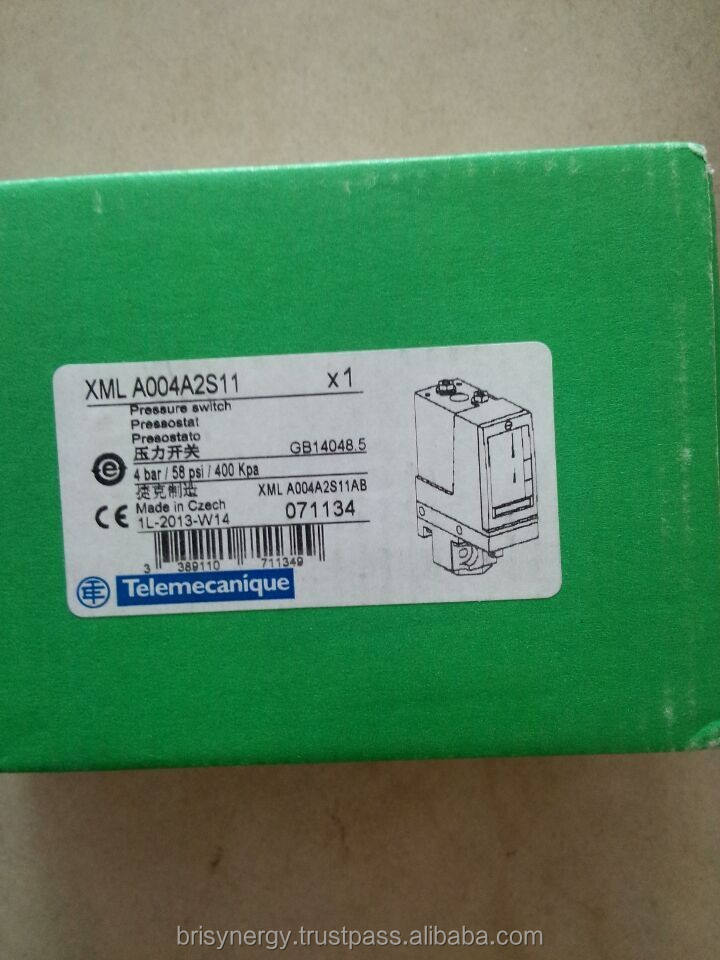 XML A004A2S11 x1
Pressure switch
Pressostat
Presostato
压力开关 GB14048.5
4 bar / 58 psi / 400 Kpa
捷克制造 XML A004A2S11AB
Made in Czech 071134
1L-2013-W14
3 389110 711349
Telemecanique
brisynergy.trustpass.alibaba.com